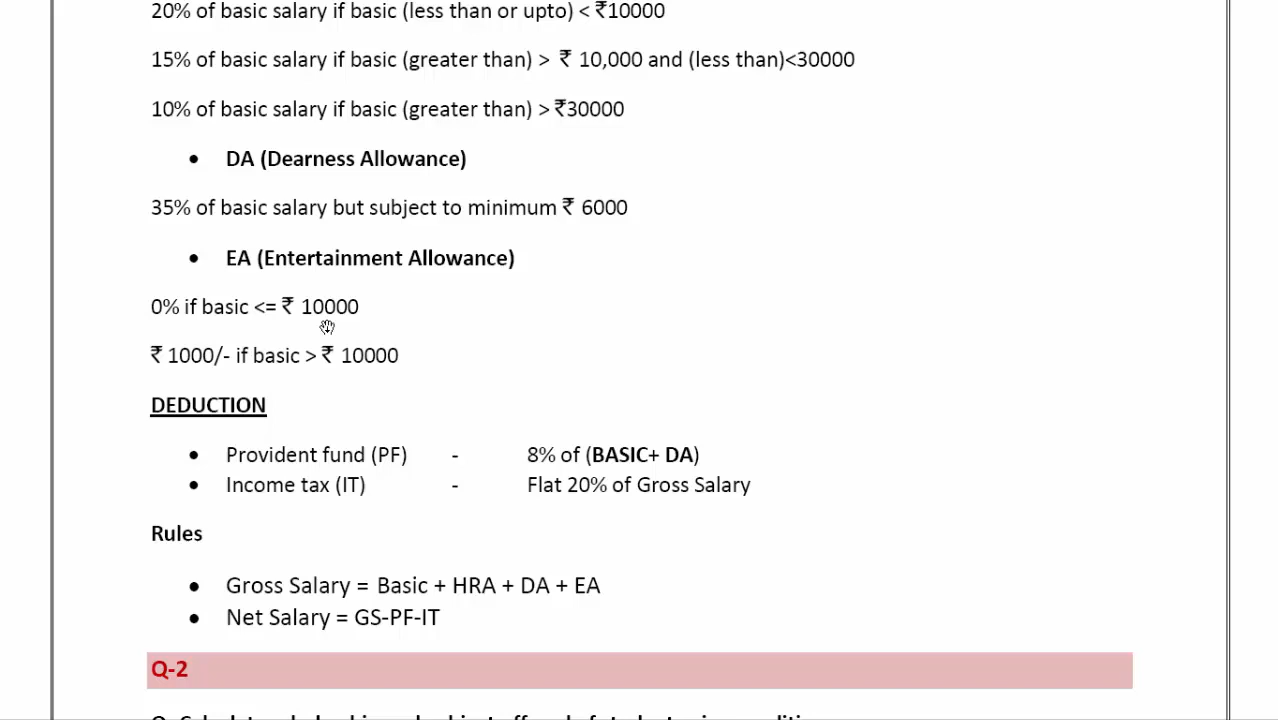 20% of basic salary if basic (less than or upto) < ₹10000
15% of basic salary if basic (greater than) > ₹ 10,000 and (less than)<30000
10% of basic salary if basic (greater than) > ₹30000
• DA (Dearness Allowance)
35% of basic salary but subject to minimum ₹ 6000
• EA (Entertainment Allowance)
0% if basic <= ₹ 10000
₹ 1000/- if basic > ₹ 10000
DEDUCTION
• Provident fund (PF) - 8% of (BASIC+ DA)
• Income tax (IT) - Flat 20% of Gross Salary
Rules
• Gross Salary = Basic + HRA + DA + EA
• Net Salary = GS-PF-IT
Q-2